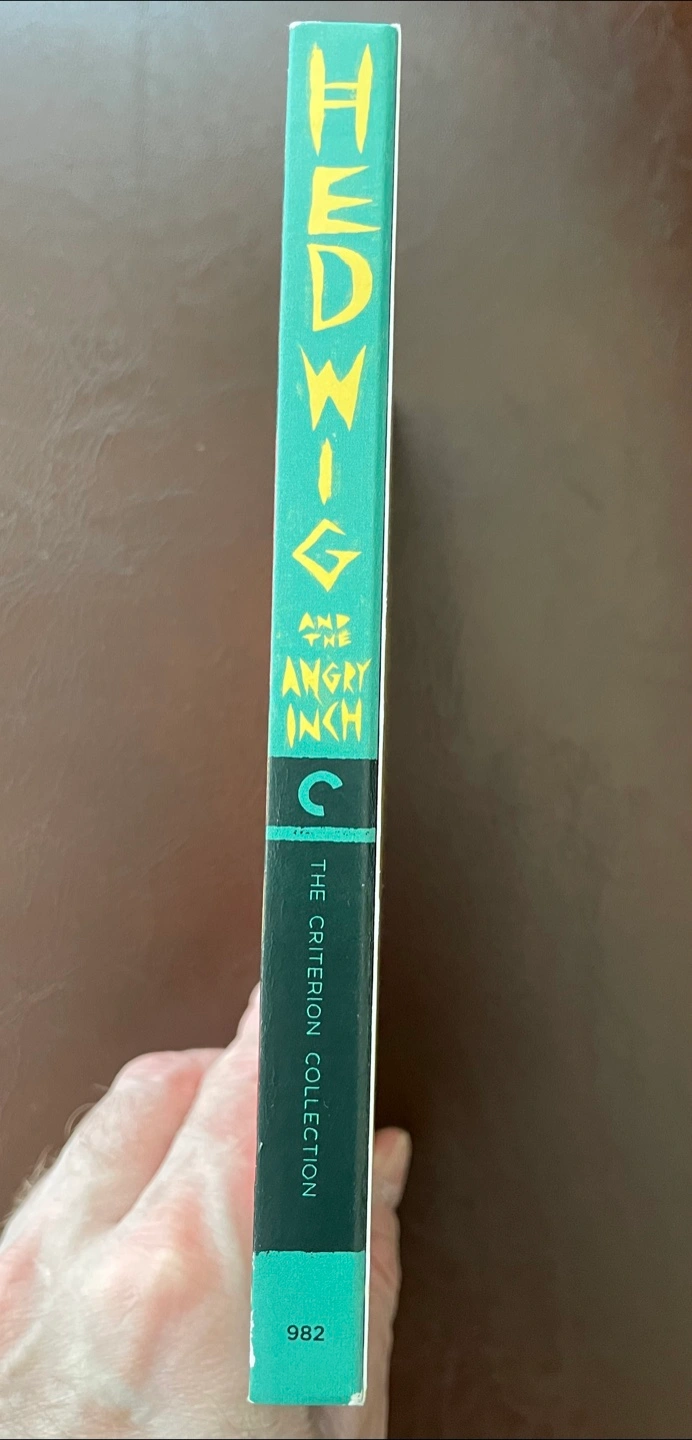 HEDWIG
AND
THE
ANGRY
INCH
C
THE CRITERION COLLECTION
982